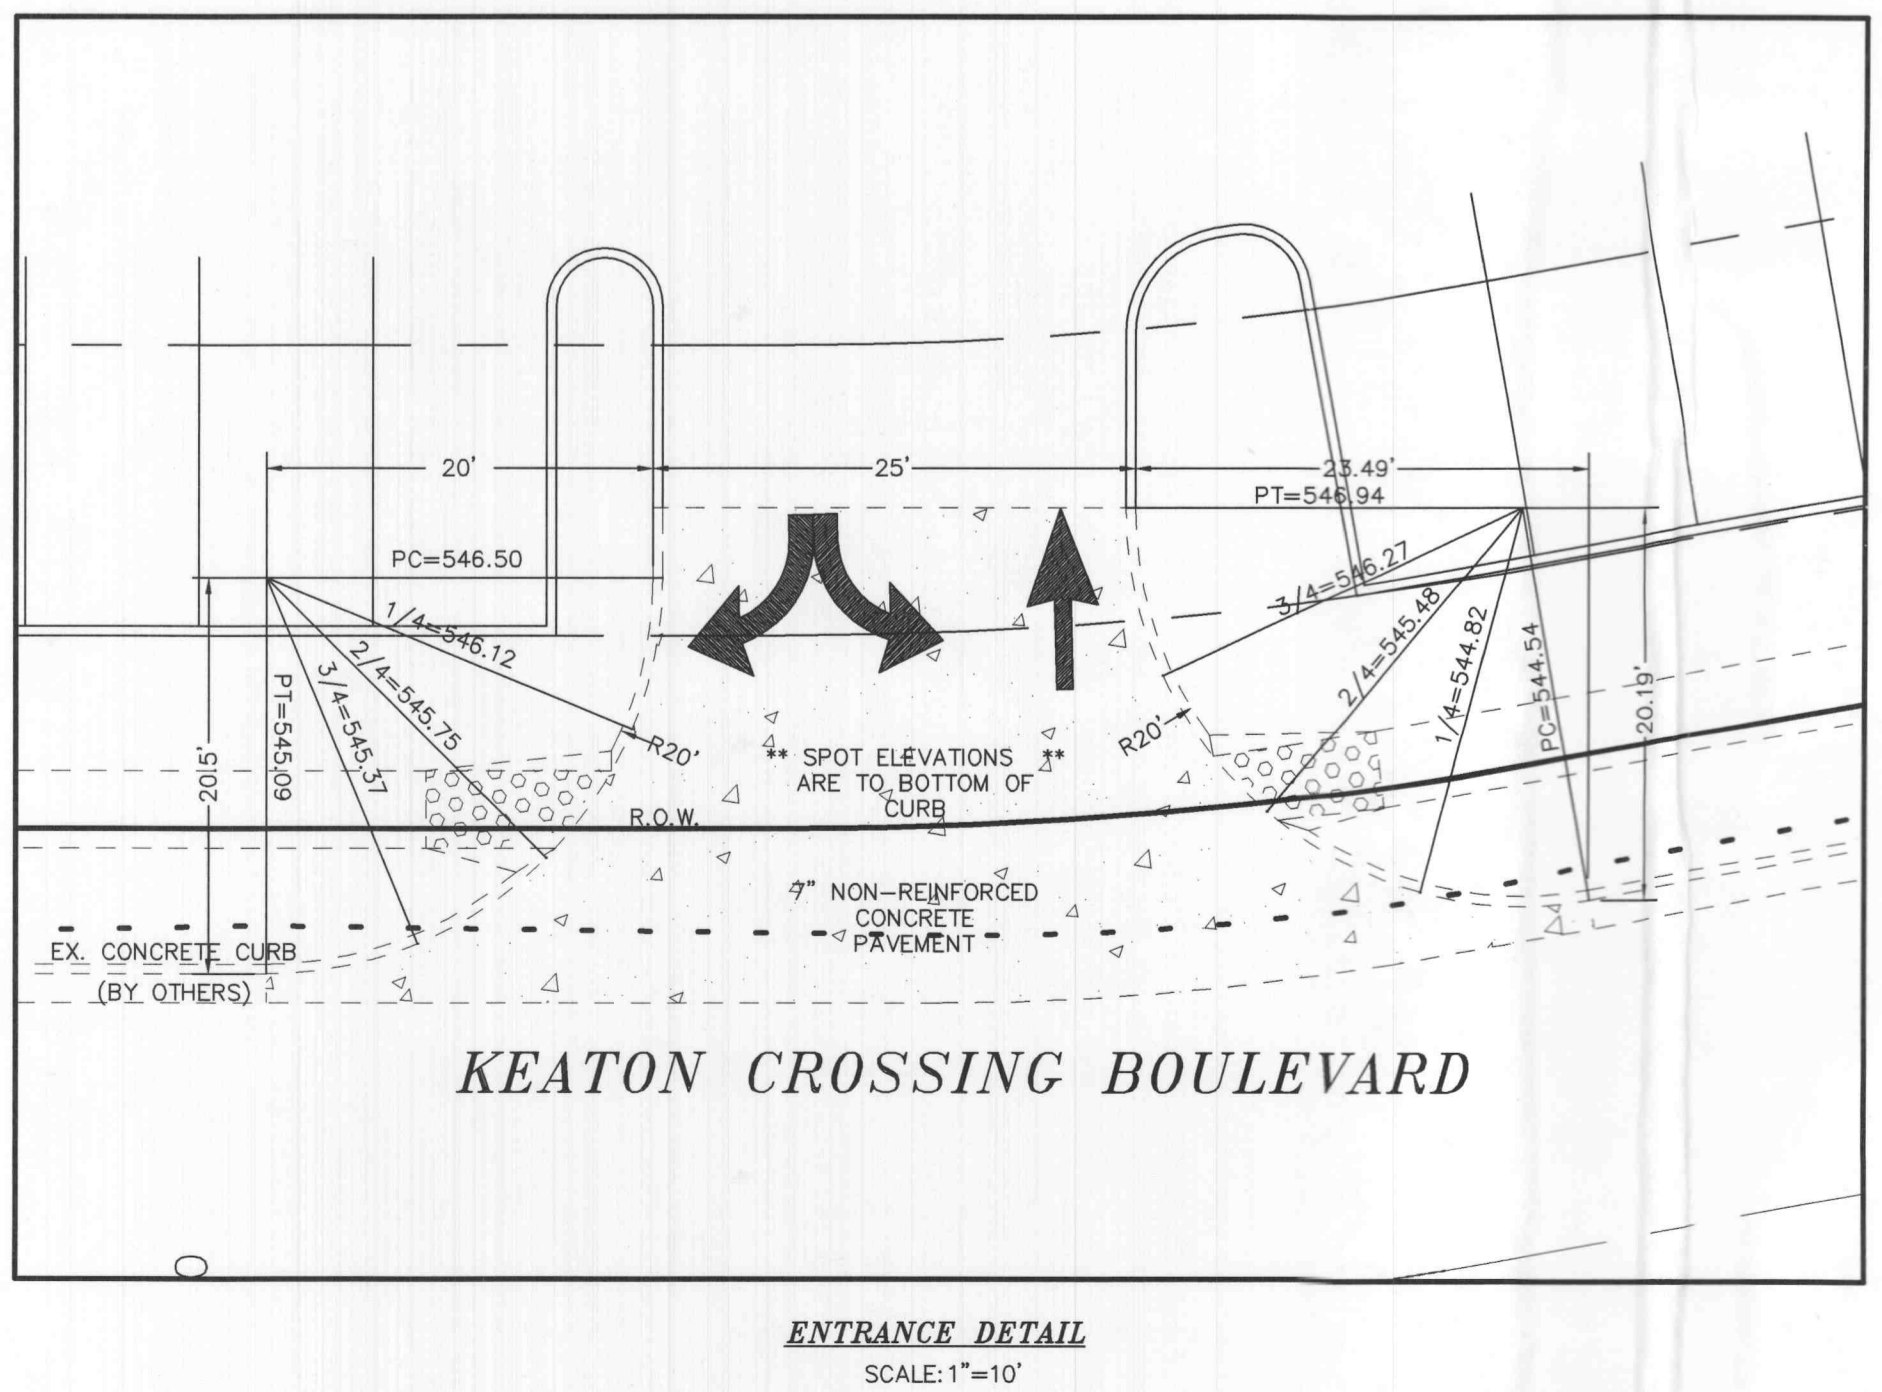 20'
25'
23.49'
PT=546.94
PC=546.50
1/4=546.12
2/4=545.75
3/4=545.37
PT=545.09
20.5'
3/4=546.27
2/4=545.48
1/4=544.82
PC=544.54
20.19'
R20'
R20'
** SPOT ELEVATIONS **
ARE TO BOTTOM OF
CURB
R.O.W.
7" NON-REINFORCED
CONCRETE
PAVEMENT
EX. CONCRETE CURB
(BY OTHERS)
KEATON CROSSING BOULEVARD
ENTRANCE DETAIL
SCALE: 1"=10'